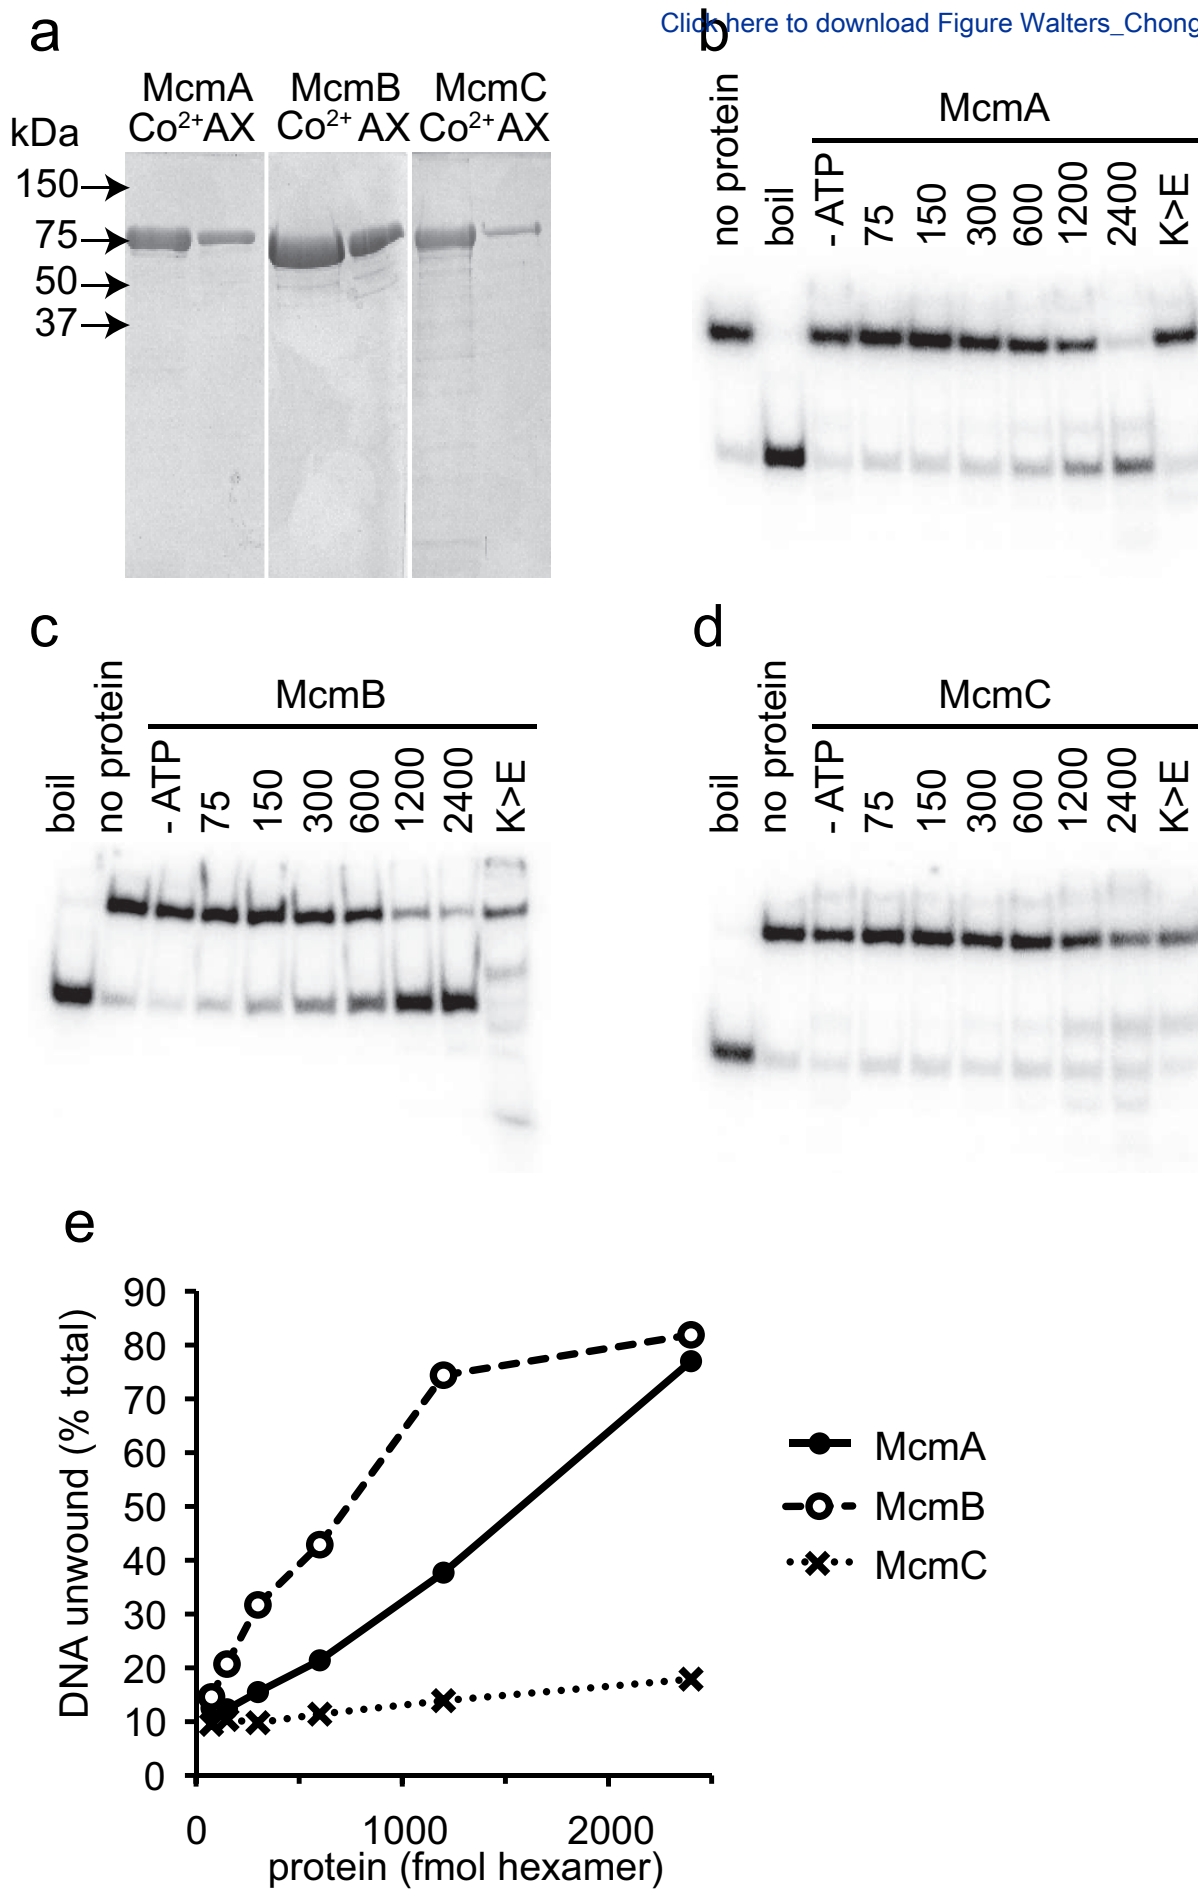 Click here to download Figure Walters_Chong
a
McmA McmB McmC
Co2+ AX Co2+ AX Co2+ AX
kDa
150
75
50
37
b
McmA
no protein boil - ATP 75 150 300 600 1200 2400 K>E
c
McmB
boil no protein - ATP 75 150 300 600 1200 2400 K>E
d
McmC
boil no protein - ATP 75 150 300 600 1200 2400 K>E
e
DNA unwound (% total)
90
80
70
60
50
40
30
20
10
0
0 1000 2000
protein (fmol hexamer)
McmA
McmB
McmC